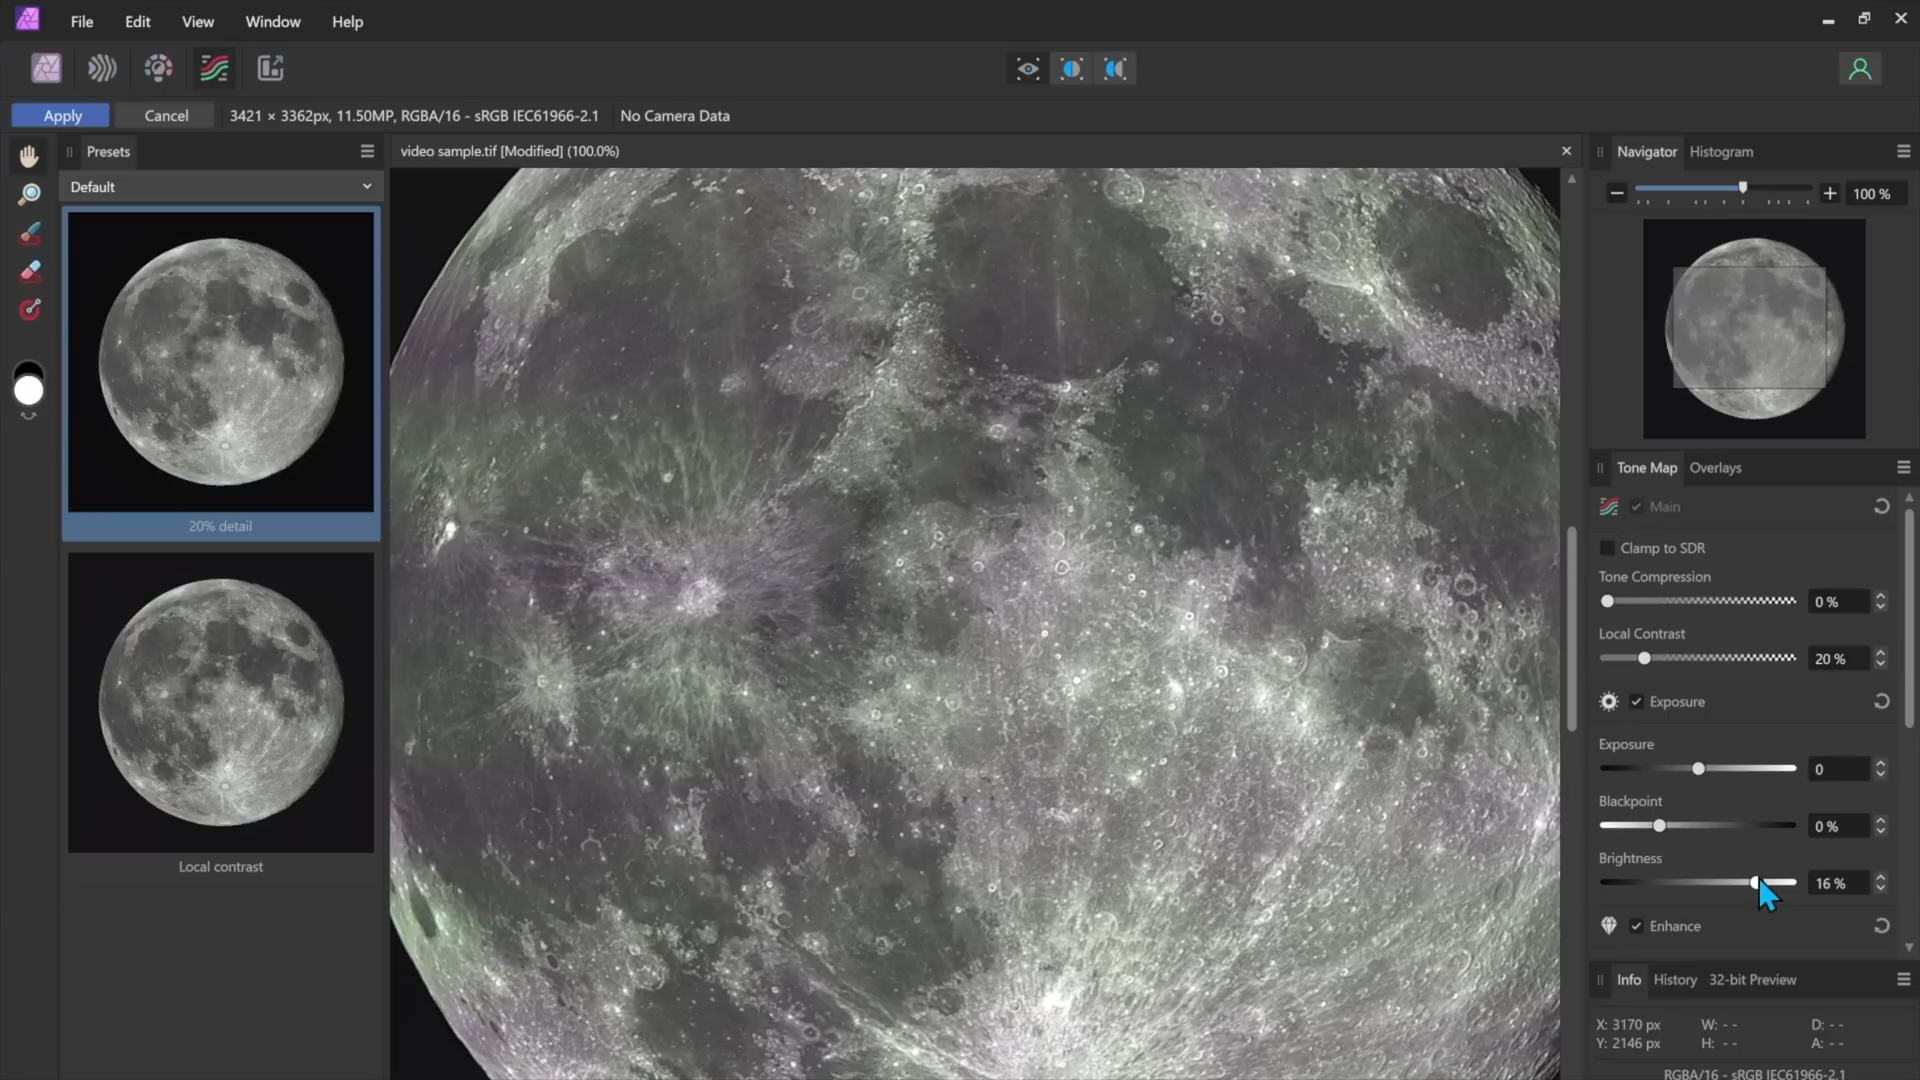 File Edit View Window Help
Apply Cancel 3421 × 3362px, 11.50MP, RGBA/16 - sRGB IEC61966-2.1 No Camera Data
Presets
Default
20% detail
Local contrast
video sample.tif [Modified] (100.0%)
Navigator Histogram
100 %
Tone Map Overlays
Main
Clamp to SDR
Tone Compression
0 %
Local Contrast
20 %
Exposure
Exposure
0
Blackpoint
0 %
Brightness
16 %
Enhance
Info History 32-bit Preview
X: 3170 px W: - - D: - -
Y: 2146 px H: - - A: - -
RGBA/16 - sRGB IEC61966-2.1